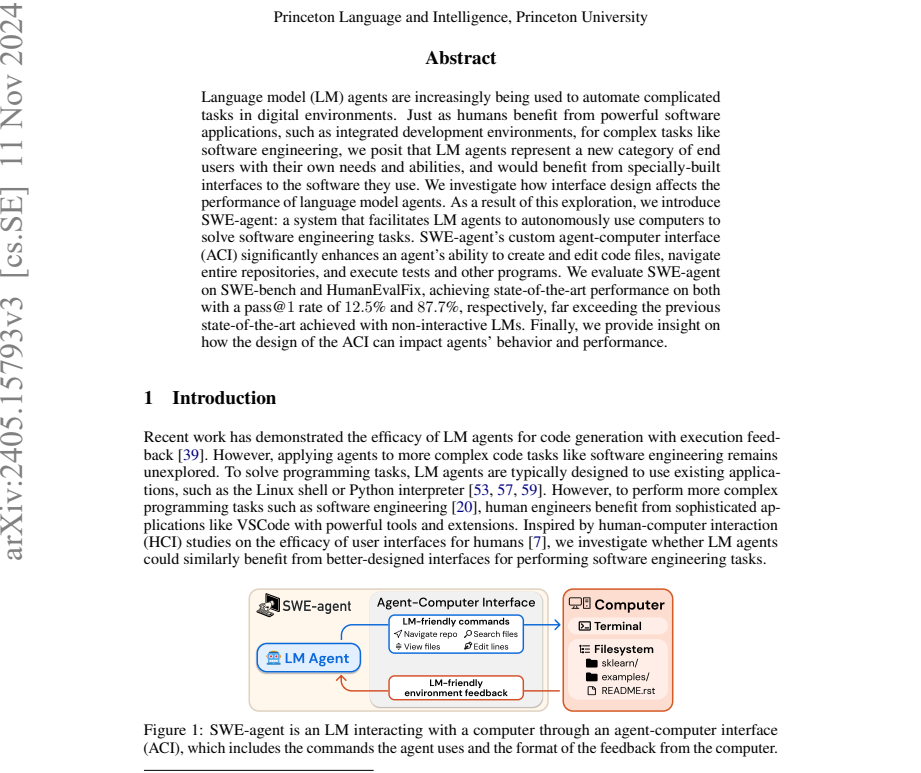 arXiv:2405.15793v3 [cs.SE] 11 Nov 2024
Princeton Language and Intelligence, Princeton University
Abstract
Language model (LM) agents are increasingly being used to automate complicated
tasks in digital environments. Just as humans benefit from powerful software
applications, such as integrated development environments, for complex tasks like
software engineering, we posit that LM agents represent a new category of end
users with their own needs and abilities, and would benefit from specially-built
interfaces to the software they use. We investigate how interface design affects the
performance of language model agents. As a result of this exploration, we introduce
SWE-agent: a system that facilitates LM agents to autonomously use computers to
solve software engineering tasks. SWE-agent's custom agent-computer interface
(ACI) significantly enhances an agent's ability to create and edit code files, navigate
entire repositories, and execute tests and other programs. We evaluate SWE-agent
on SWE-bench and HumanEvalFix, achieving state-of-the-art performance on both
with a pass@1 rate of 12.5% and 87.7%, respectively, far exceeding the previous
state-of-the-art achieved with non-interactive LMs. Finally, we provide insight on
how the design of the ACI can impact agents' behavior and performance.
1 Introduction
Recent work has demonstrated the efficacy of LM agents for code generation with execution feed-
back [39]. However, applying agents to more complex code tasks like software engineering remains
unexplored. To solve programming tasks, LM agents are typically designed to use existing applica-
tions, such as the Linux shell or Python interpreter [53, 57, 59]. However, to perform more complex
programming tasks such as software engineering [20], human engineers benefit from sophisticated ap-
plications like VSCode with powerful tools and extensions. Inspired by human-computer interaction
(HCI) studies on the efficacy of user interfaces for humans [7], we investigate whether LM agents
could similarly benefit from better-designed interfaces for performing software engineering tasks.
SWE-agent
LM Agent
Agent-Computer Interface
LM-friendly commands
Navigate repo Search files
View files Edit lines
LM-friendly
environment feedback
Computer
Terminal
Filesystem
sklearn/
examples/
README.rst
Figure 1: SWE-agent is an LM interacting with a computer through an agent-computer interface
(ACI), which includes the commands the agent uses and the format of the feedback from the computer.